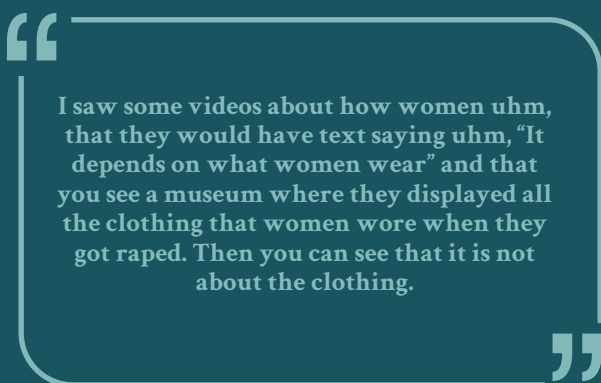 I saw some videos about how women uhm,
that they would have text saying uhm, “It
depends on what women wear” and that
you see a museum where they displayed all
the clothing that women wore when they
got raped. Then you can see that it is not
about the clothing.